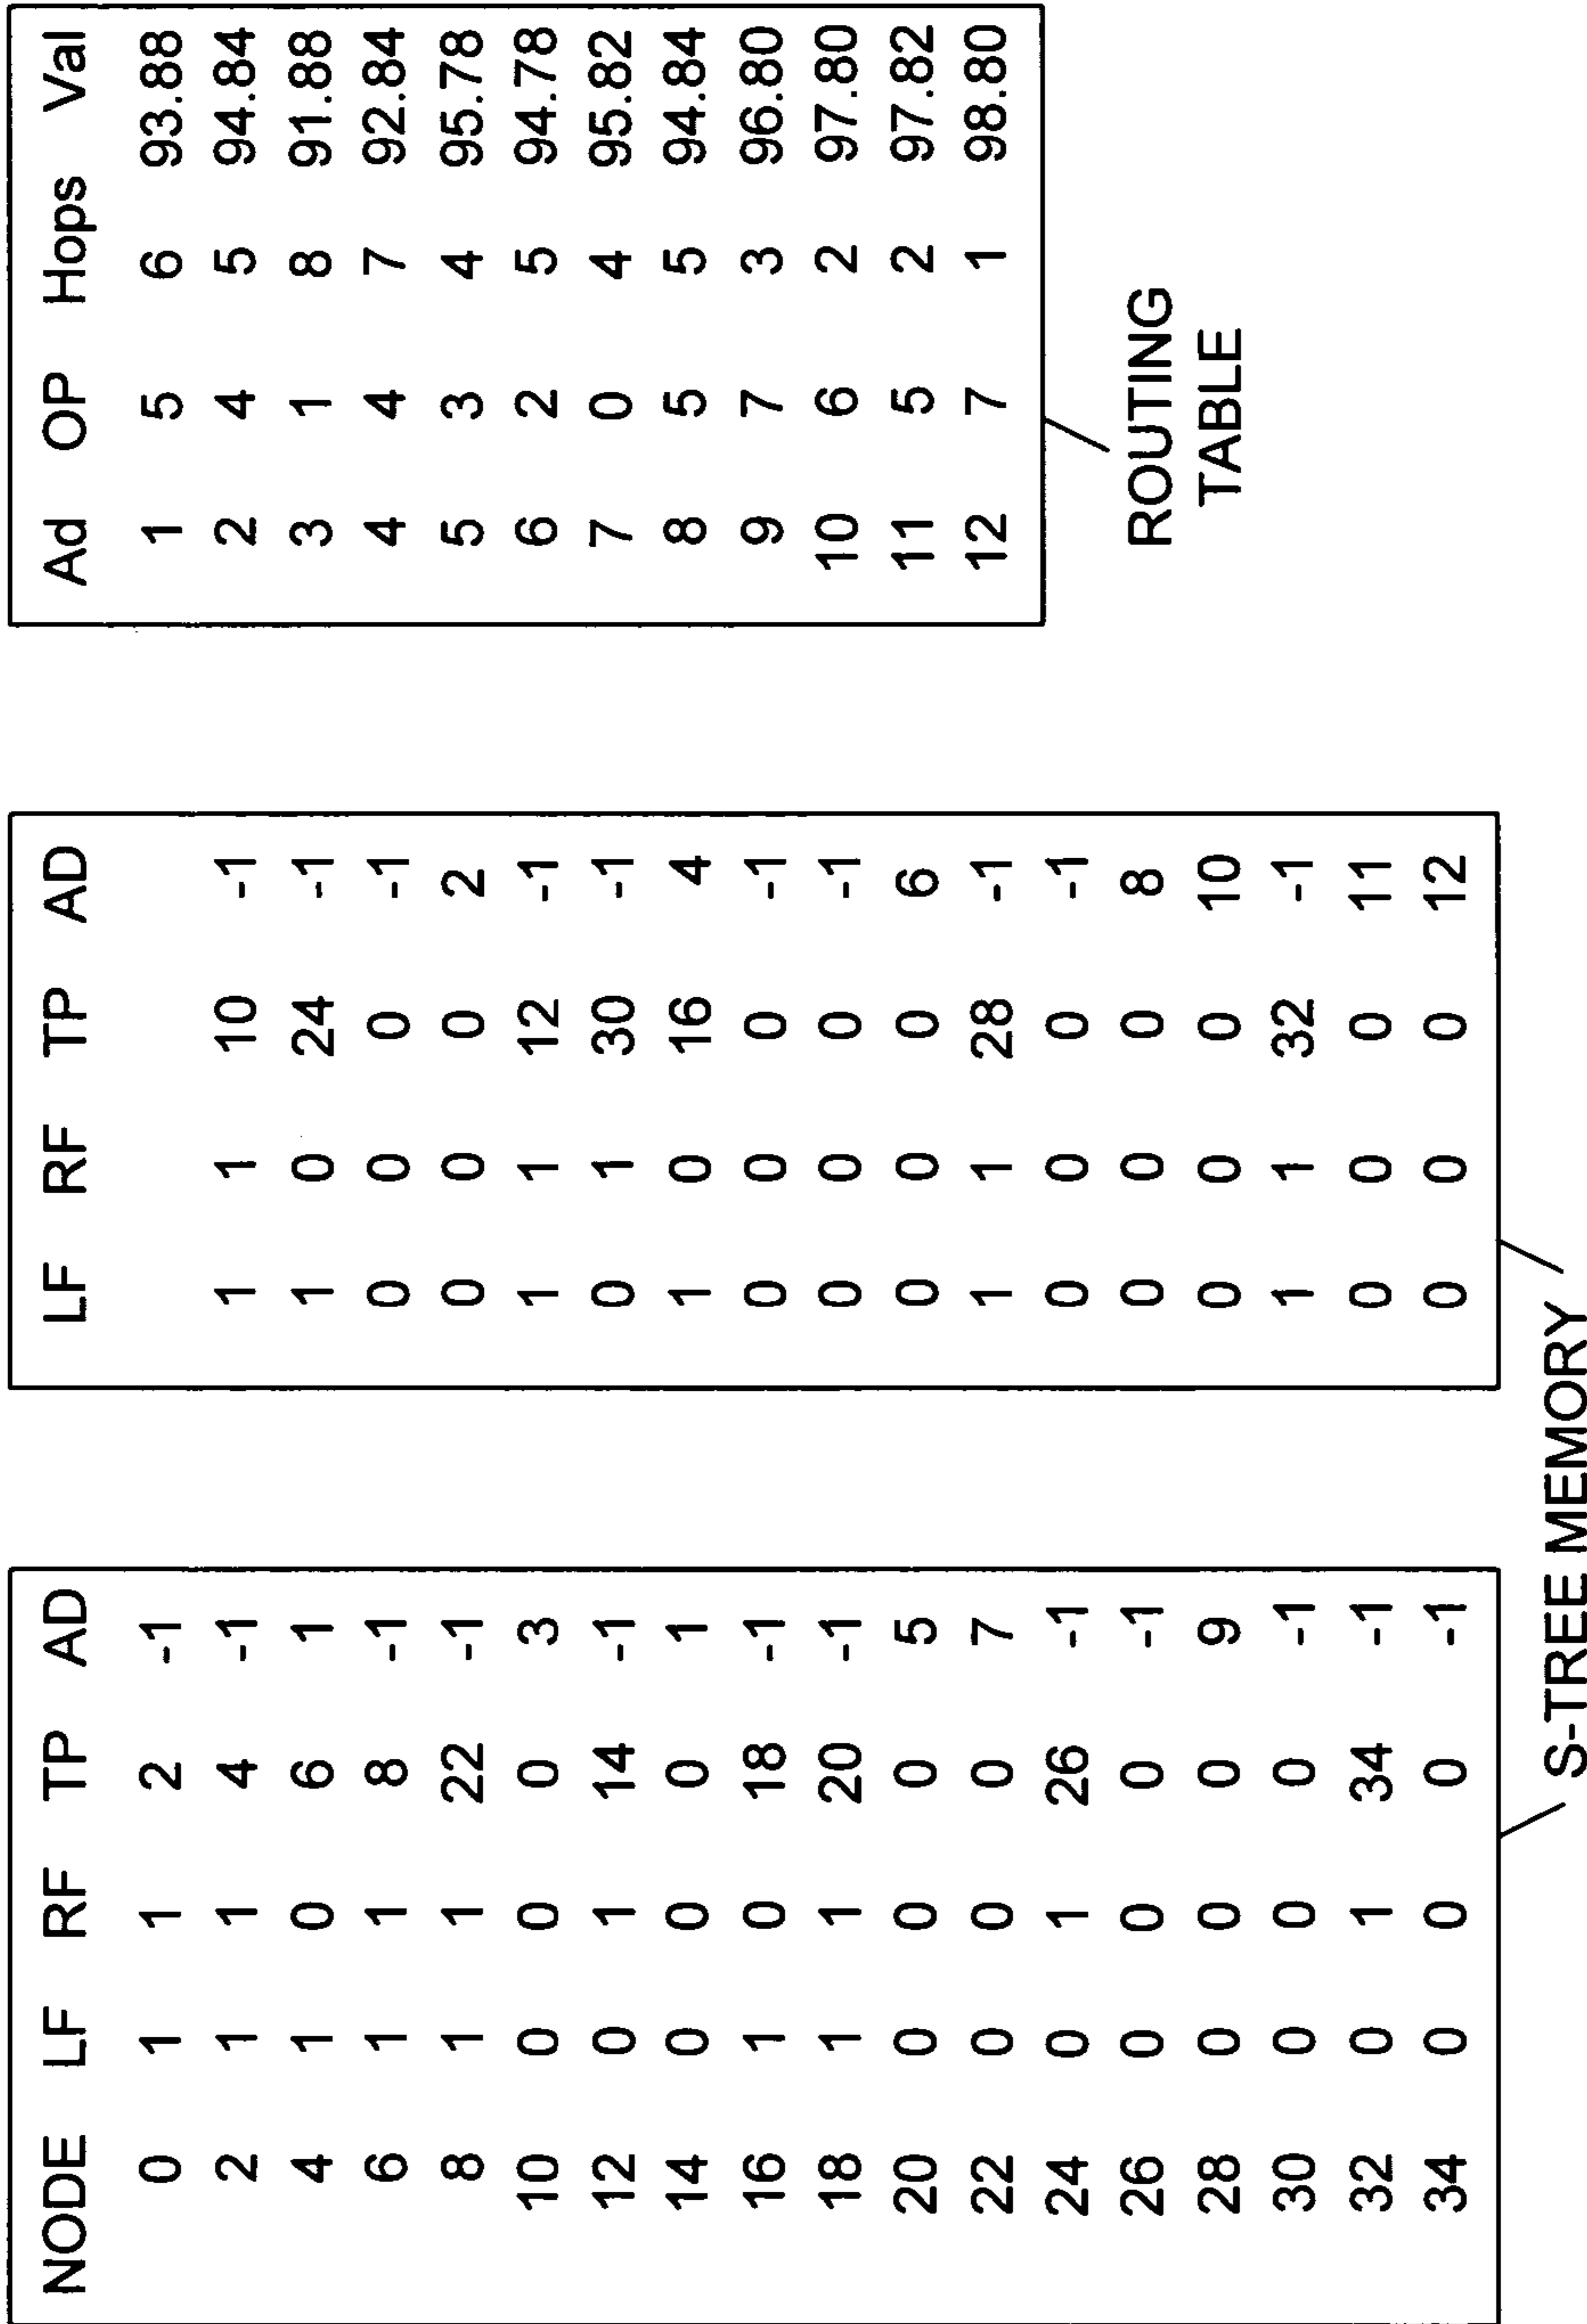 NODE LF RF TP AD
0 1 1 2 -1
2 1 1 4 -1
4 1 0 6 1
6 1 1 8 -1
8 1 1 22 -1
10 0 0 0 3
12 0 1 14 -1
14 0 0 0 1
16 1 0 18 -1
18 1 1 20 -1
20 0 0 0 5
22 0 0 0 7
24 0 1 26 -1
26 0 0 0 -1
28 0 0 0 9
30 0 0 0 -1
32 0 1 34 -1
34 0 0 0 -1
LF RF TP AD
1 1 10 -1
1 0 24 -1
0 0 0 -1
0 0 0 2
1 1 12 -1
0 1 30 -1
1 0 16 4
0 0 0 -1
0 0 0 -1
0 0 0 6
1 1 28 -1
0 0 0 -1
0 0 0 8
0 0 0 10
1 1 32 -1
0 0 0 11
0 0 0 12
S-TREE MEMORY
Ad OP Hops Val
1 5 6 93.88
2 4 5 94.84
3 1 8 91.88
4 4 7 92.84
5 3 4 95.78
6 2 5 94.78
7 0 4 95.82
8 5 5 94.84
9 7 3 96.80
10 6 2 97.80
11 5 2 97.82
12 7 1 98.80
ROUTING
TABLE